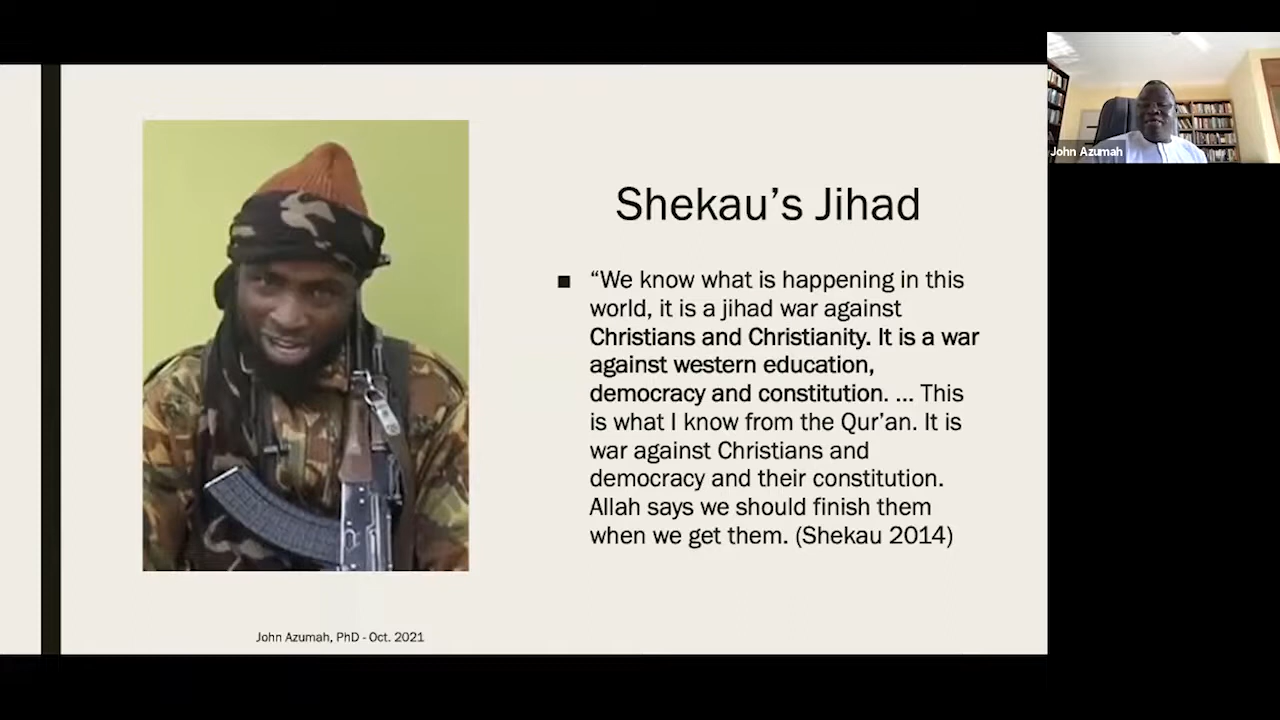 John Azumah
Shekau's Jihad
■ “We know what is happening in this
world, it is a jihad war against
Christians and Christianity. It is a war
against western education,
democracy and constitution. ... This
is what I know from the Qur’an. It is
war against Christians and
democracy and their constitution.
Allah says we should finish them
when we get them. (Shekau 2014)
John Azumah, PhD - Oct. 2021